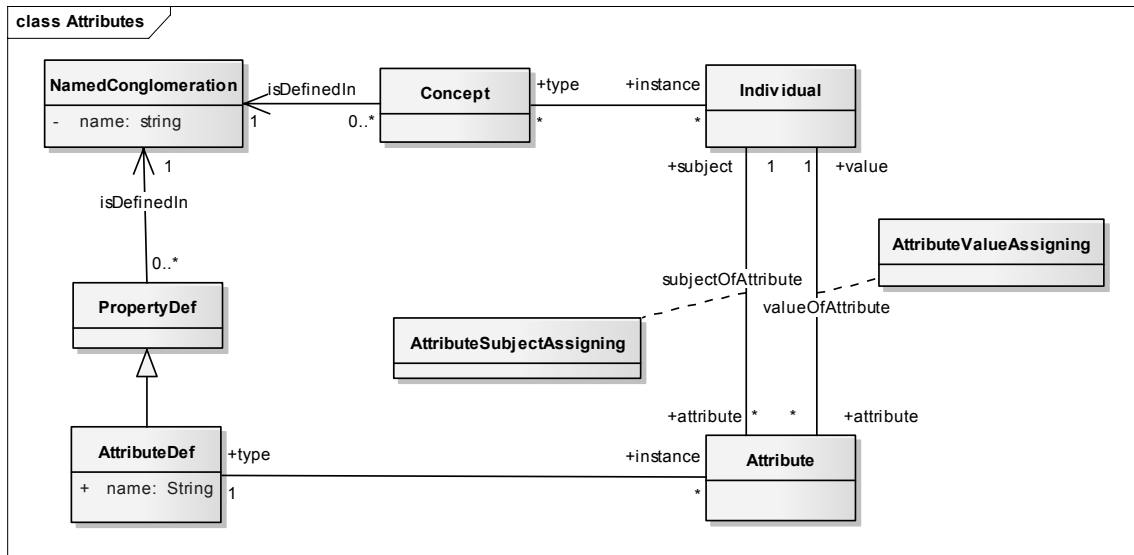 class Attributes
NamedConglomeration
- name: string
isDefinedIn
1
0..*
Concept
+type
*
+instance
*
Individual
1
isDefinedIn
0..*
+subject
1
1
+value
AttributeValueAssigning
subjectOfAttribute
valueOfAttribute
PropertyDef
AttributeSubjectAssigning
+attribute
*
*
+attribute
AttributeDef
+ name: String
+type
1
+instance
*
Attribute